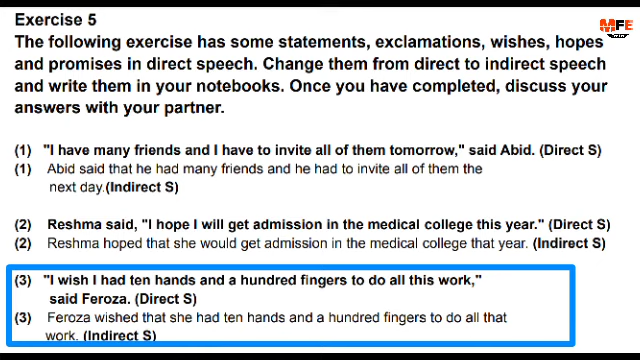 Exercise 5
MFE
The following exercise has some statements, exclamations, wishes, hopes
and promises in direct speech. Change them from direct to indirect speech
and write them in your notebooks. Once you have completed, discuss your
answers with your partner.
(1) "I have many friends and I have to invite all of them tomorrow," said Abid. (Direct S)
(1) Abid said that he had many friends and he had to invite all of them the
next day.(Indirect S)
(2) Reshma said, "I hope I will get admission in the medical college this year." (Direct S)
(2) Reshma hoped that she would get admission in the medical college that year. (Indirect S)
(3) "I wish I had ten hands and a hundred fingers to do all this work,"
said Feroza. (Direct S)
(3) Feroza wished that she had ten hands and a hundred fingers to do all that
work. (Indirect S)